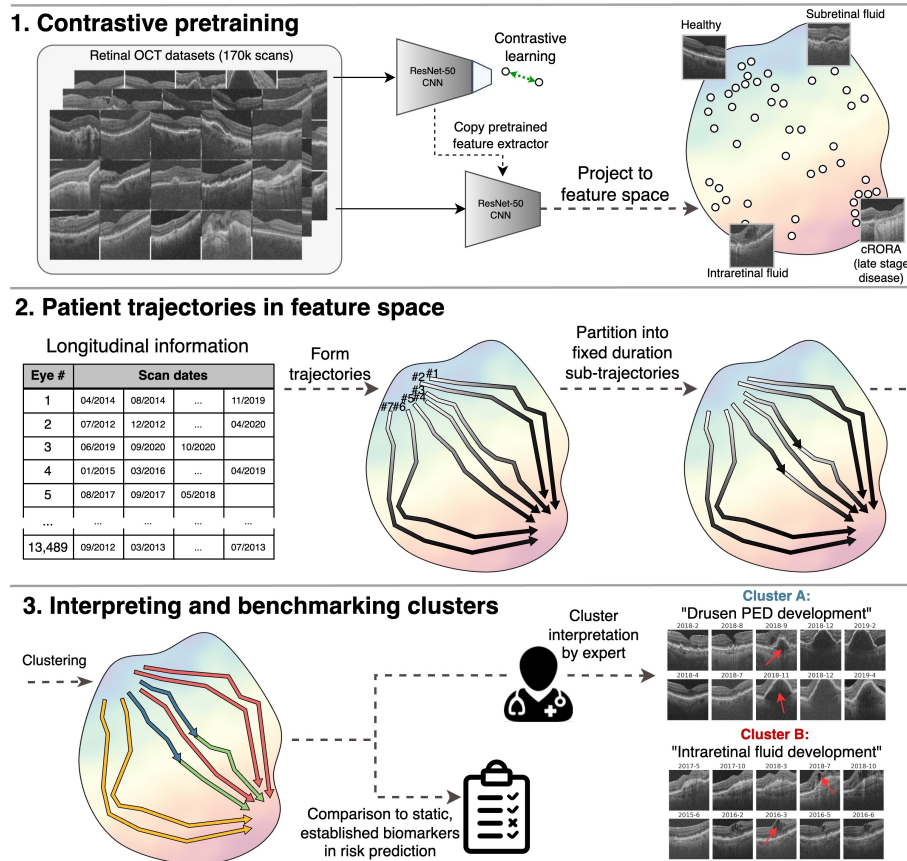 1. Contrastive pretraining
Retinal OCT datasets (170k scans)
ResNet-50
CNN
Contrastive
learning
Copy pretrained
feature extractor
ResNet-50
CNN
Project to
feature space
Healthy
Subretinal fluid
Intraretinal fluid
cRORA
(late stage
disease)
2. Patient trajectories in feature space
Longitudinal information
Eye # Scan dates
1 04/2014 08/2014 ... 11/2019
2 07/2012 12/2012 ... 04/2020
3 06/2019 09/2020 10/2020
4 01/2015 03/2016 ... 04/2019
5 08/2017 09/2017 05/2018
... ... ... ... ...
13,489 09/2012 03/2013 ... 07/2013
Form
trajectories
#2 #1
#3
#5 #4
#7 #6
Partition into
fixed duration
sub-trajectories
3. Interpreting and benchmarking clusters
Clustering
Cluster
interpretation
by expert
Comparison to static,
established biomarkers
in risk prediction
Cluster A:
"Drusen PED development"
2018-2 2018-8 2018-9 2018-12 2019-2
2018-4 2018-7 2018-11 2018-12 2019-4
Cluster B:
"Intraretinal fluid development"
2017-5 2017-10 2018-3 2018-7 2018-10
2015-6 2016-2 2016-3 2016-5 2016-6